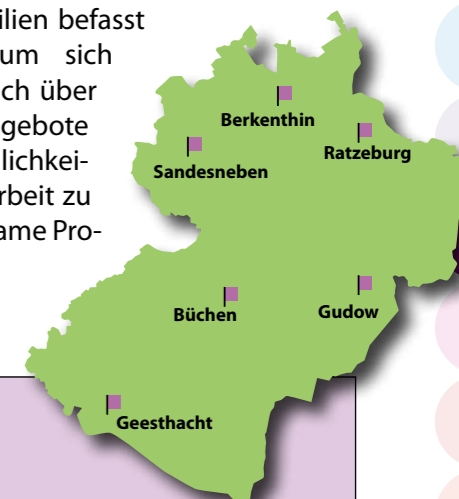 ilien befasst
um sich
ch über
gebote
lichkei-
rbeit zu
ame Pro-
Berkenthin
Ratzeburg
Sandesneben
Büchen
Gudow
Geesthacht